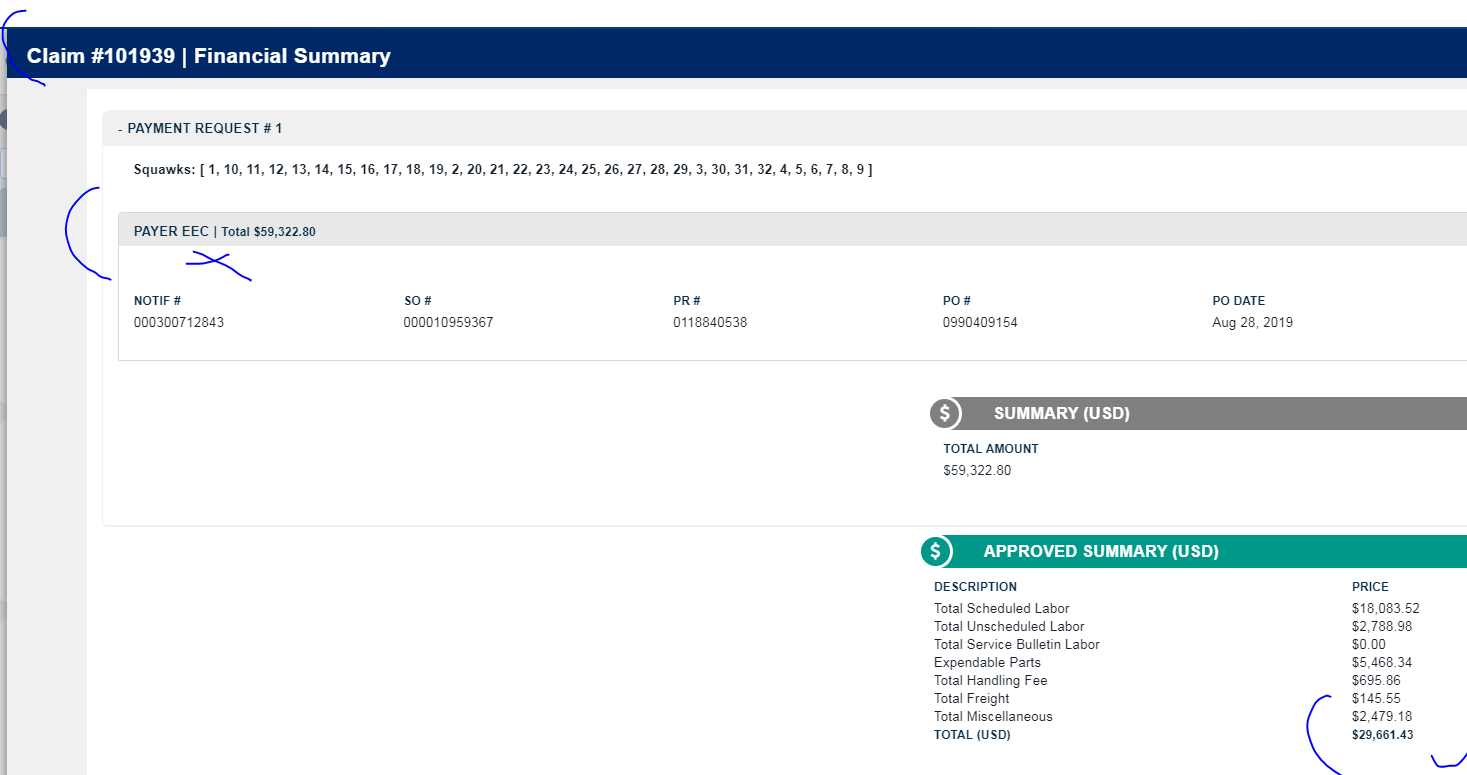 Claim #101939 | Financial Summary
- PAYMENT REQUEST # 1
Squawks: [ 1, 10, 11, 12, 13, 14, 15, 16, 17, 18, 19, 2, 20, 21, 22, 23, 24, 25, 26, 27, 28, 29, 3, 30, 31, 32, 4, 5, 6, 7, 8, 9 ]
PAYER EEC | Total $59,322.80
NOTIF # SO # PR # PO # PO DATE
000300712843 000010959367 0118840538 0990409154 Aug 28, 2019
$ SUMMARY (USD)
TOTAL AMOUNT
$59,322.80
$ APPROVED SUMMARY (USD)
DESCRIPTION PRICE
Total Scheduled Labor $18,083.52
Total Unscheduled Labor $2,788.98
Total Service Bulletin Labor $0.00
Expendable Parts $5,468.34
Total Handling Fee $695.86
Total Freight $145.55
Total Miscellaneous $2,479.18
TOTAL (USD) $29,661.43